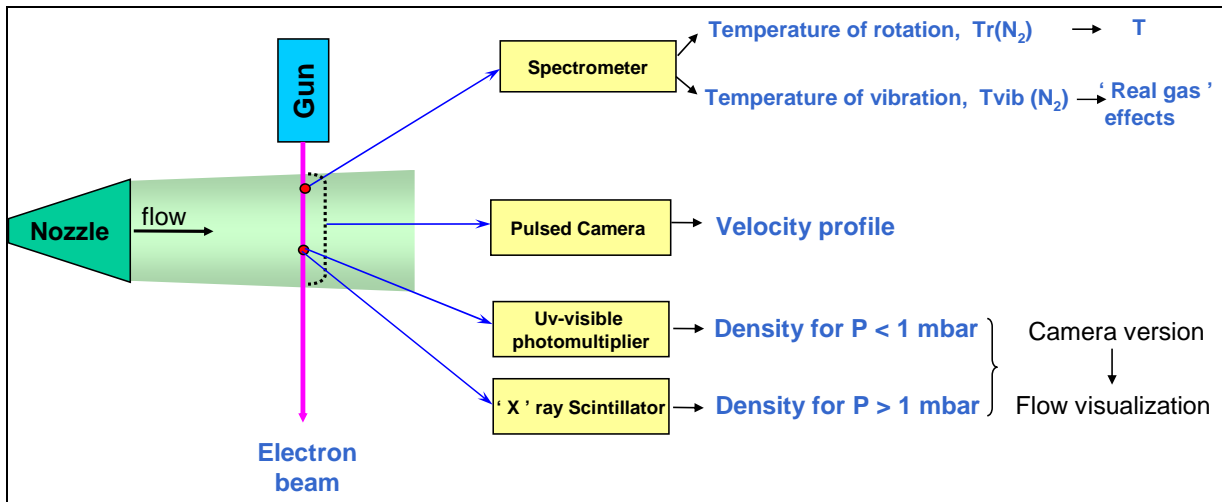 Gun
Nozzle
flow
Electron
beam
Spectrometer
Temperature of rotation, Tr(N₂)
T
Temperature of vibration, Tvib (N₂)
‘ Real gas ’
effects
Pulsed Camera
Velocity profile
Uv-visible
photomultiplier
Density for P < 1 mbar
‘ X ’ ray Scintillator
Density for P > 1 mbar
Camera version
Flow visualization